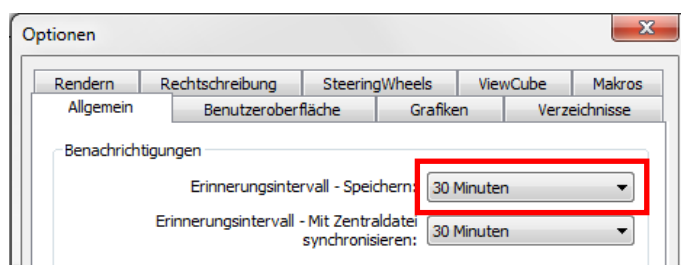 Optionen
Rendern Rechtschreibung SteeringWheels ViewCube Makros
Allgemein Benutzeroberfläche Grafiken Verzeichnisse
Benachrichtigungen
Erinnerungsintervall - Speichern: 30 Minuten
Erinnerungsintervall - Mit Zentraldatei
synchronisieren: 30 Minuten